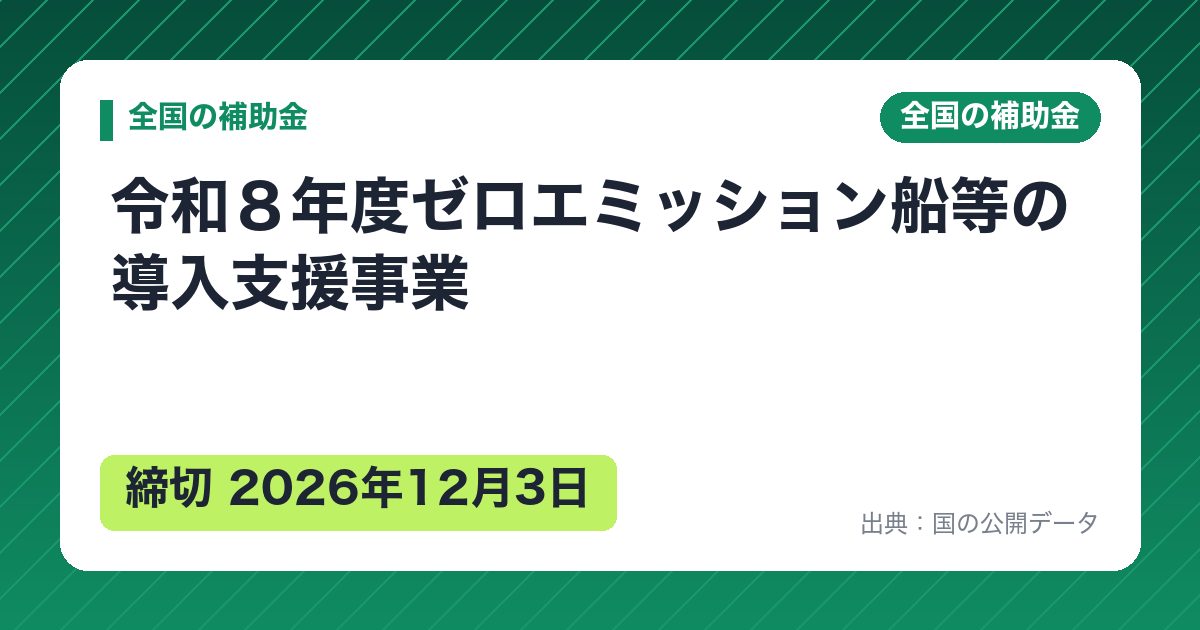 全国の補助金
全国の補助金
令和８年度ゼロエミッション船等の
導入支援事業
締切 2026年12月3日
出典：国の公開データ